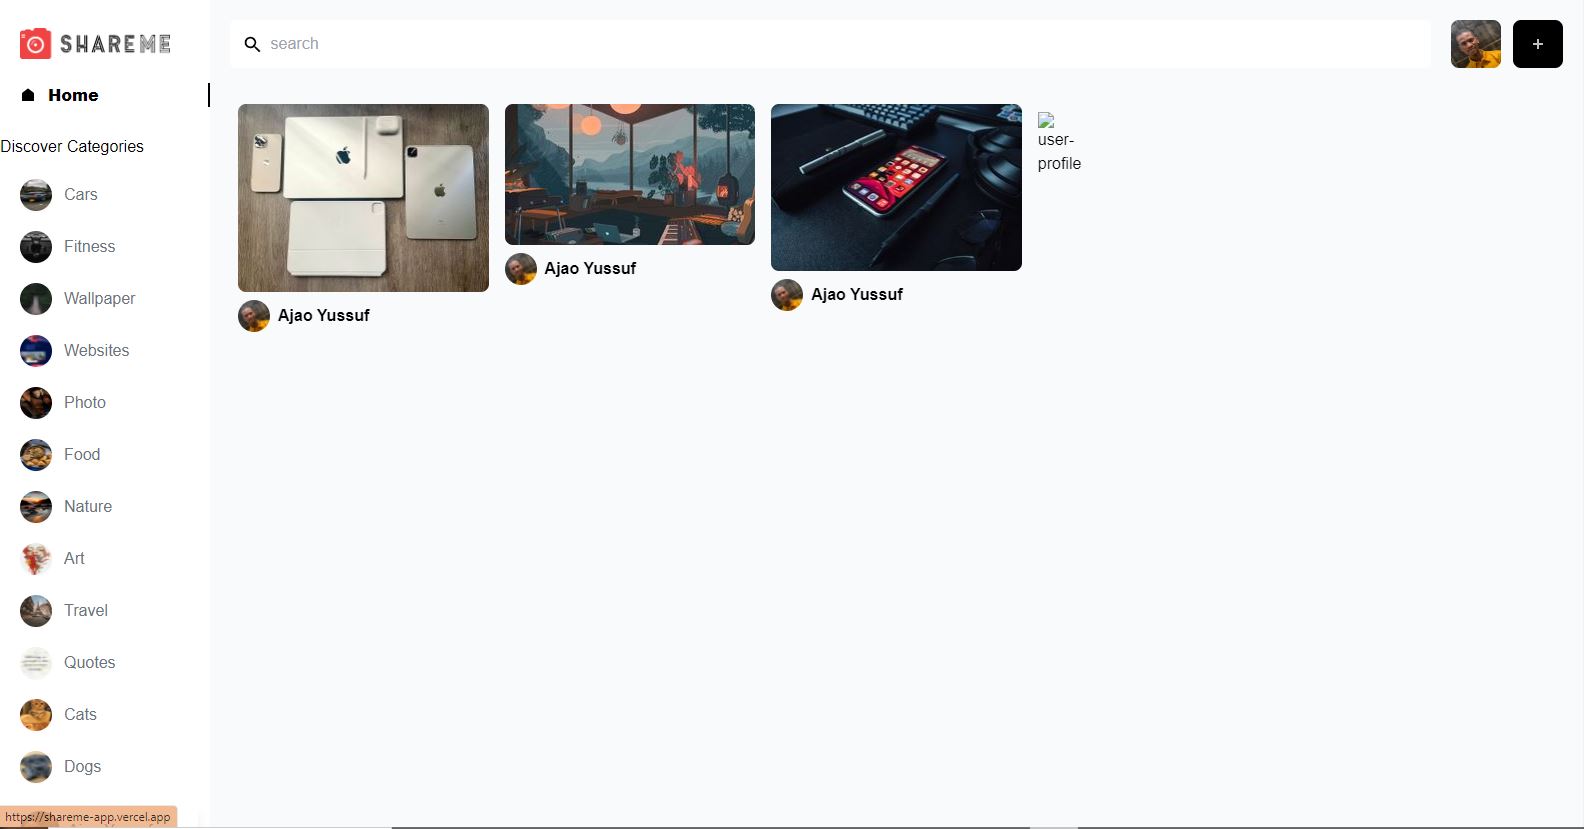 SHAREME
search
+
Home
Discover Categories
Cars
Fitness
Wallpaper
Websites
Photo
Food
Nature
Art
Travel
Quotes
Cats
Dogs
Ajao Yussuf
Ajao Yussuf
Ajao Yussuf
user-
profile
https://shareme-app.vercel.app